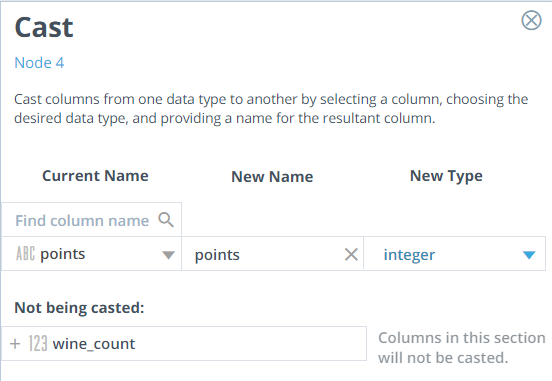 Cast
Node 4
Cast columns from one data type to another by selecting a column, choosing the
desired data type, and providing a name for the resultant column.
Current Name New Name New Type
Find column name
ABC points points integer
Not being casted:
+ 123 wine_count
Columns in this section
will not be casted.